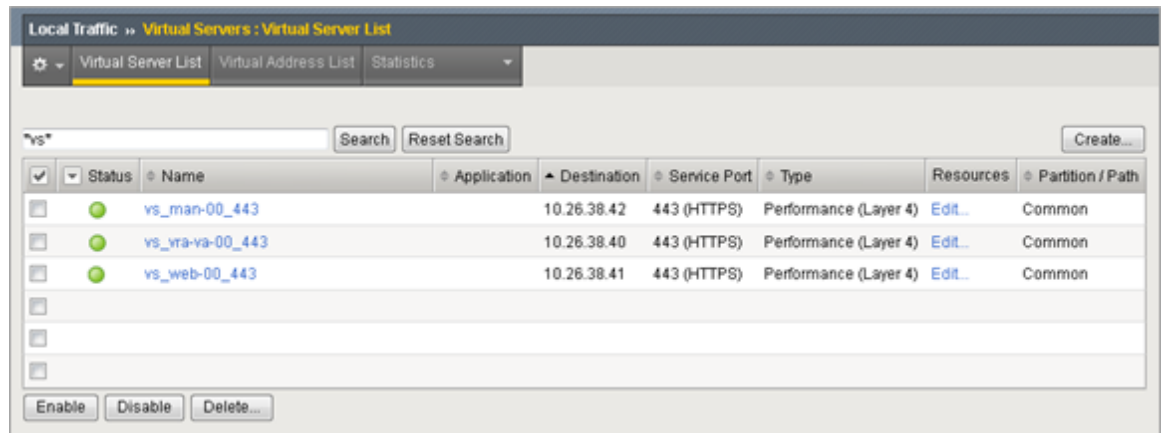 Local Traffic ›› Virtual Servers : Virtual Server List
Virtual Server List Virtual Address List Statistics
*vs* Search Reset Search Create...
Status Name Application Destination Service Port Type Resources Partition / Path
vs_man-00_443 10.26.38.42 443 (HTTPS) Performance (Layer 4) Edit... Common
vs_vra-va-00_443 10.26.38.40 443 (HTTPS) Performance (Layer 4) Edit... Common
vs_web-00_443 10.26.38.41 443 (HTTPS) Performance (Layer 4) Edit... Common
Enable Disable Delete...